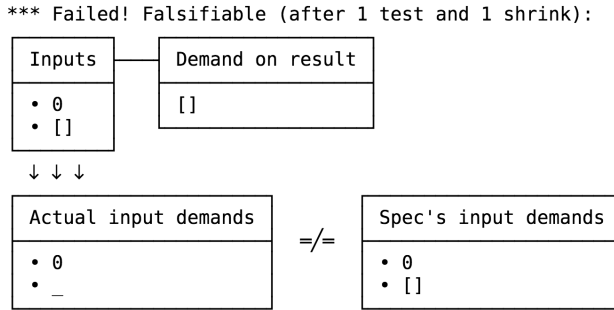 *** Failed! Falsifiable (after 1 test and 1 shrink):
Inputs Demand on result
• 0 []
• []
↓ ↓ ↓
Actual input demands =/= Spec's input demands
• 0 • 0
• _ • []